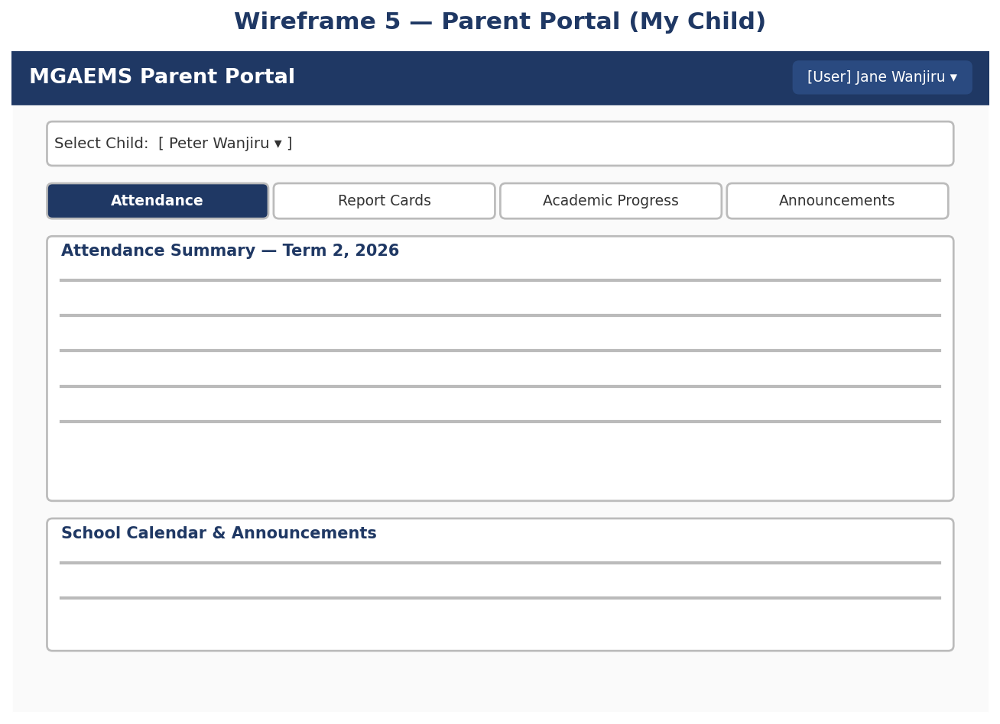 Wireframe 5 — Parent Portal (My Child)
MGAEMS Parent Portal
[User] Jane Wanjiru ▾
Select Child:  [ Peter Wanjiru ▾ ]
Attendance
Report Cards
Academic Progress
Announcements
Attendance Summary — Term 2, 2026
School Calendar & Announcements